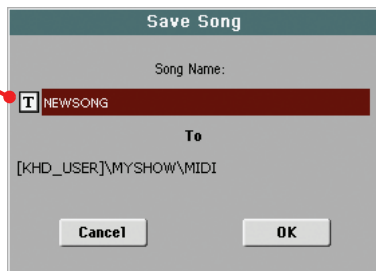 Save Song
Song Name:
T NEWSONG
To
[KHD_USER]\MYSHOW\MIDI
Cancel OK